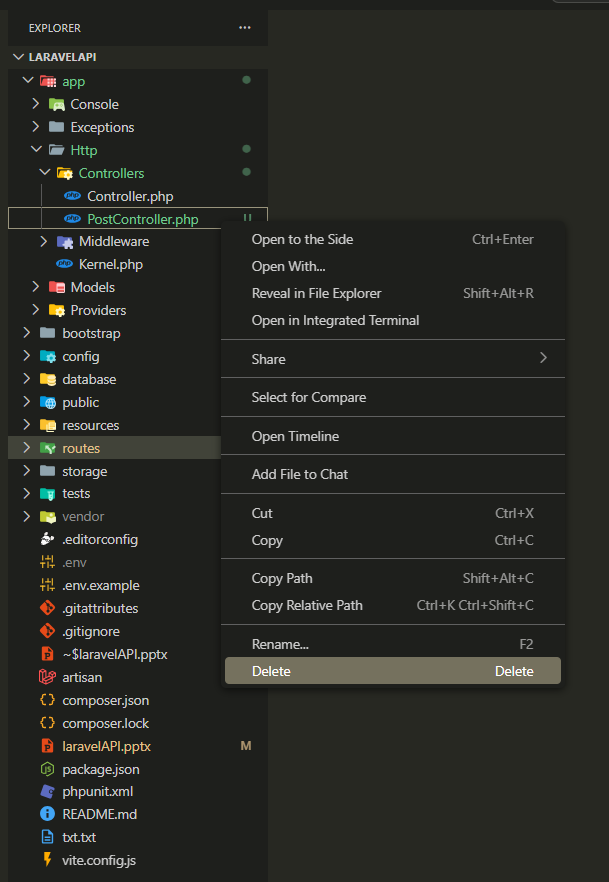 EXPLORER ···
LARAVELAPI
app
Console
Exceptions
Http
Controllers
php Controller.php
php PostController.php U
Middleware
php Kernel.php
Models
Providers
bootstrap
config
database
public
resources
routes
storage
tests
vendor
.editorconfig
.env
.env.example
.gitattributes
.gitignore
~$laravelAPI.pptx
artisan
composer.json
composer.lock
laravelAPI.pptx M
package.json
phpunit.xml
README.md
txt.txt
vite.config.js
Open to the Side Ctrl+Enter
Open With...
Reveal in File Explorer Shift+Alt+R
Open in Integrated Terminal
Share
Select for Compare
Open Timeline
Add File to Chat
Cut Ctrl+X
Copy Ctrl+C
Copy Path Shift+Alt+C
Copy Relative Path Ctrl+K Ctrl+Shift+C
Rename... F2
Delete Delete